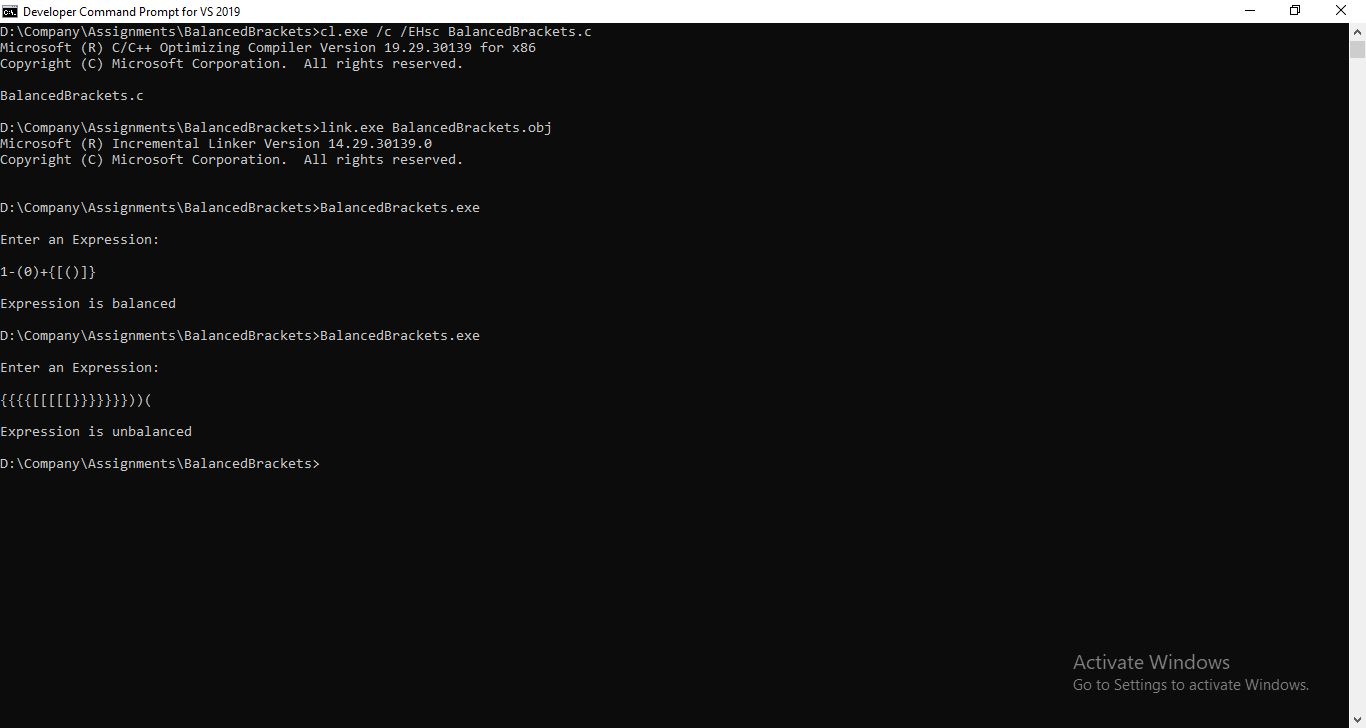 Developer Command Prompt for VS 2019
D:\Company\Assignments\BalancedBrackets>cl.exe /c /EHsc BalancedBrackets.c
Microsoft (R) C/C++ Optimizing Compiler Version 19.29.30139 for x86
Copyright (C) Microsoft Corporation.  All rights reserved.
BalancedBrackets.c
D:\Company\Assignments\BalancedBrackets>link.exe BalancedBrackets.obj
Microsoft (R) Incremental Linker Version 14.29.30139.0
Copyright (C) Microsoft Corporation.  All rights reserved.
D:\Company\Assignments\BalancedBrackets>BalancedBrackets.exe
Enter an Expression:
1-(0)+{[()]}
Expression is balanced
D:\Company\Assignments\BalancedBrackets>BalancedBrackets.exe
Enter an Expression:
{{{{[[[[[}}}}}}}))(
Expression is unbalanced
D:\Company\Assignments\BalancedBrackets>
Activate Windows
Go to Settings to activate Windows.